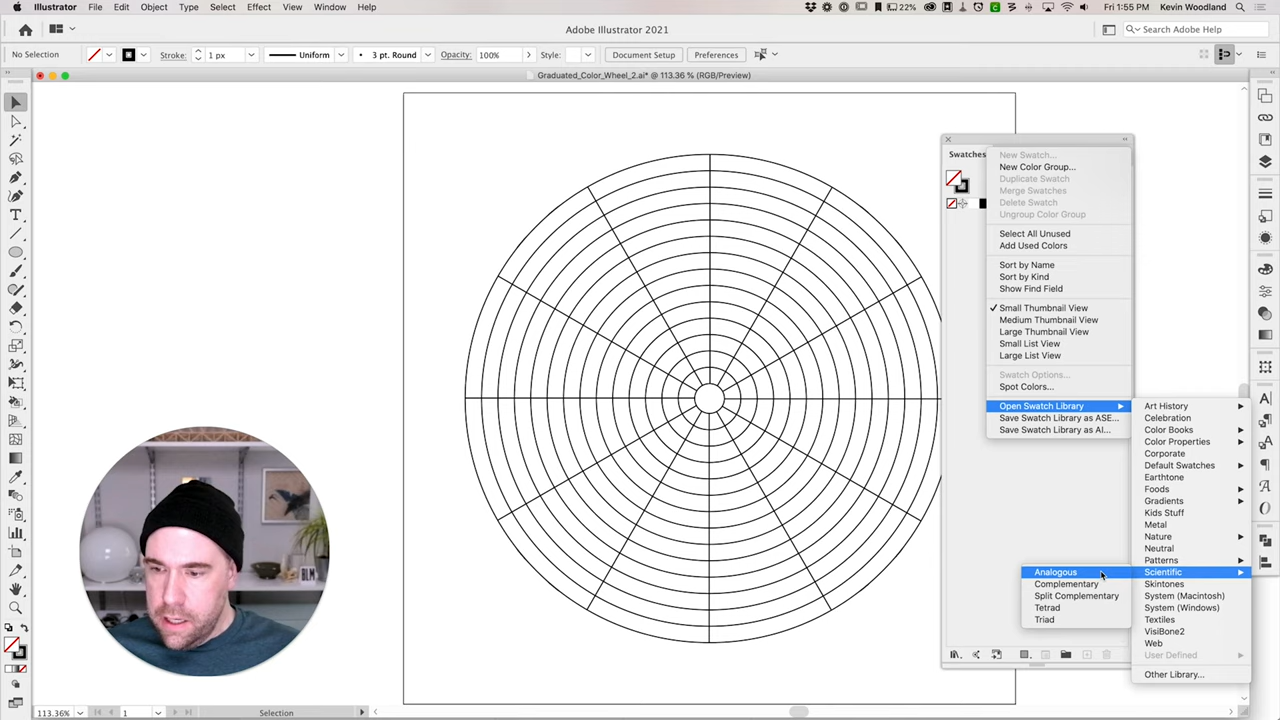 Illustrator File Edit Object Type Select Effect View Window Help 22% Fri 1:55 PM Kevin Woodland
Adobe Illustrator 2021
Search Adobe Help
No Selection Stroke: 1 px Uniform 3 pt. Round Opacity: 100% Style: Document Setup Preferences
Graduated_Color_Wheel_2.ai* @ 113.36 % (RGB/Preview)
Swatches
New Swatch...
New Color Group...
Duplicate Swatch
Merge Swatches
Delete Swatch
Ungroup Color Group
Select All Unused
Add Used Colors
Sort by Name
Sort by Kind
Show Find Field
Small Thumbnail View
Medium Thumbnail View
Large Thumbnail View
Small List View
Large List View
Swatch Options...
Spot Colors...
Open Swatch Library
Save Swatch Library as ASE...
Save Swatch Library as AI...
Art History
Celebration
Color Books
Color Properties
Corporate
Default Swatches
Earthtone
Foods
Gradients
Kids Stuff
Metal
Nature
Neutral
Patterns
Scientific
Skintones
System (Macintosh)
System (Windows)
Textiles
VisiBone2
Web
User Defined
Other Library...
Analogous
Complementary
Split Complementary
Tetrad
Triad
BLM
113.36% 1 Selection